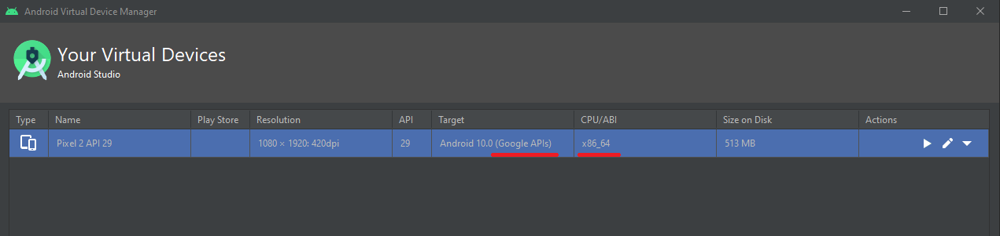 Android Virtual Device Manager
Your Virtual Devices
Android Studio
Type Name Play Store Resolution API Target CPU/ABI Size on Disk Actions
Pixel 2 API 29 1080 × 1920: 420dpi 29 Android 10.0 (Google APIs) x86_64 513 MB